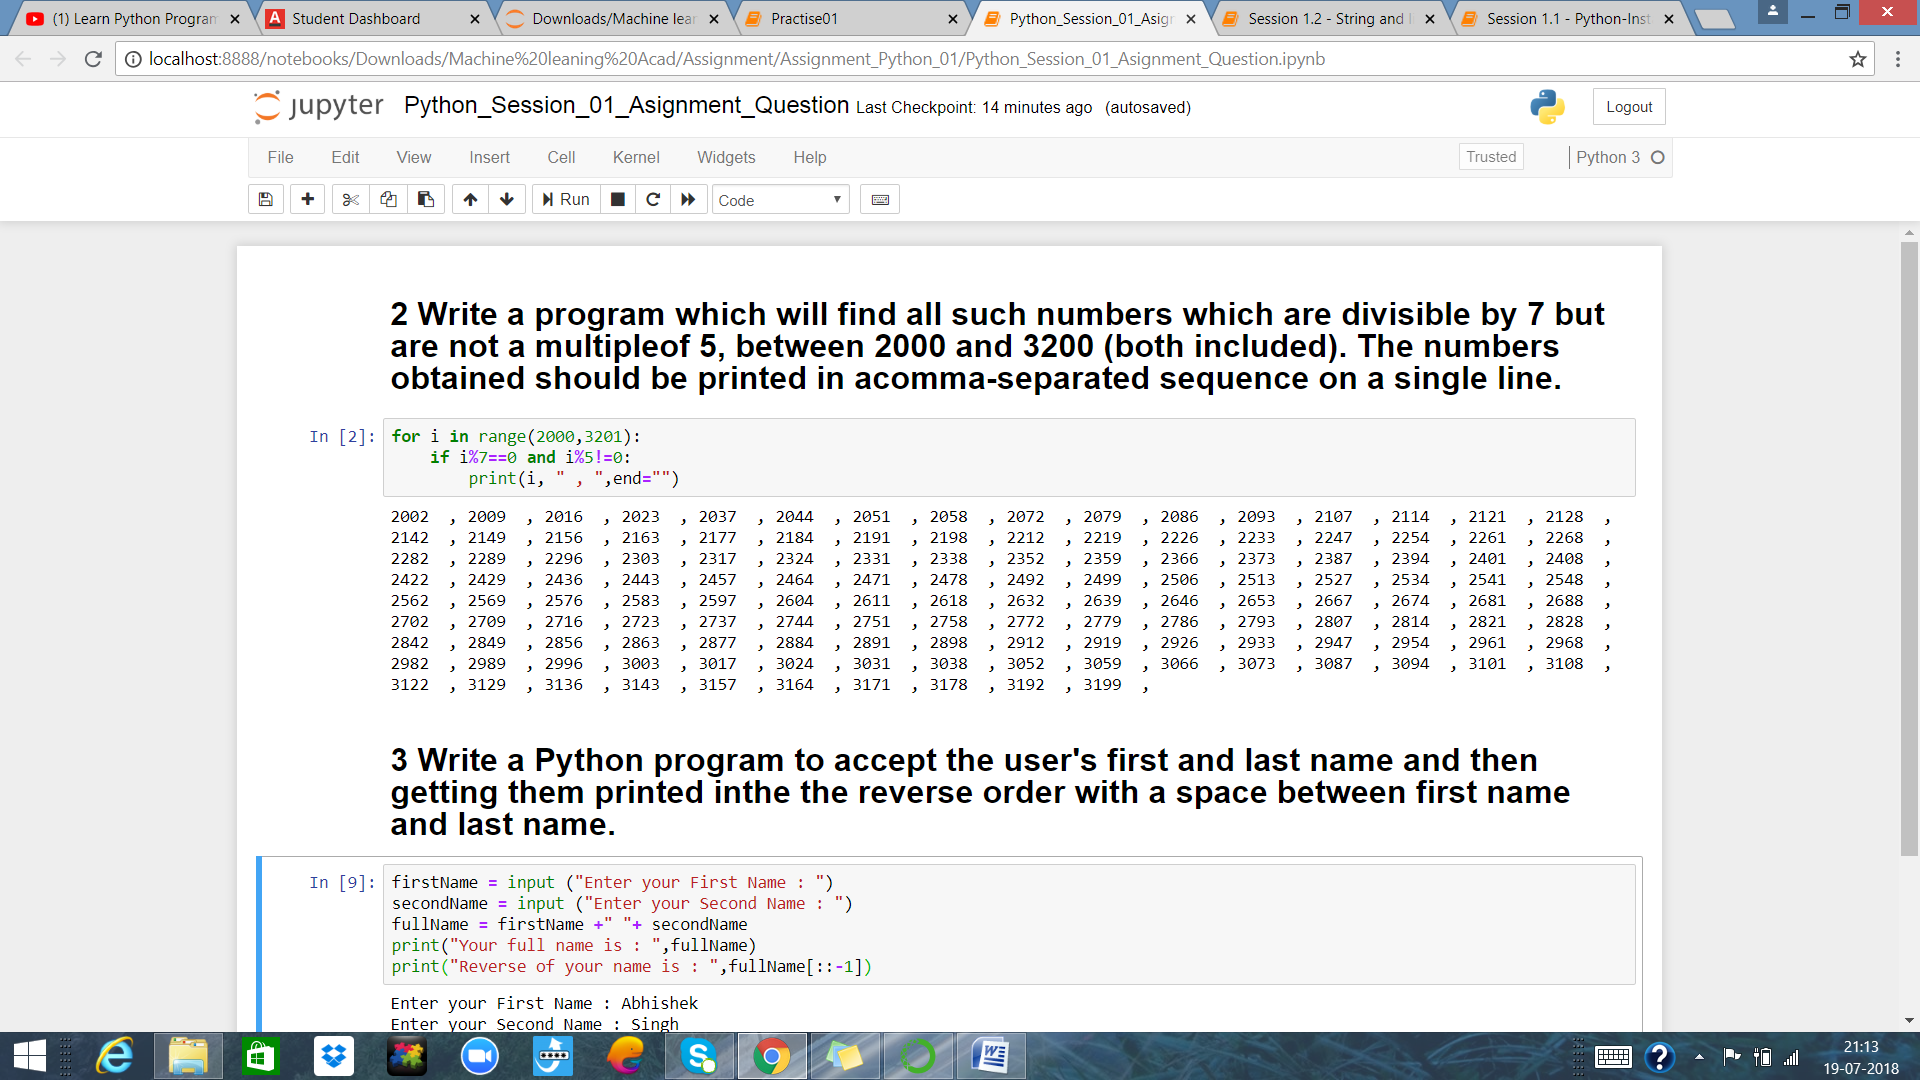 (1) Learn Python Program
Student Dashboard
Downloads/Machine lear
Practise01
Python_Session_01_Asign
Session 1.2 - String and I
Session 1.1 - Python-Inst
localhost:8888/notebooks/Downloads/Machine%20leaning%20Acad/Assignment/Assignment_Python_01/Python_Session_01_Asignment_Question.ipynb
jupyter Python_Session_01_Asignment_Question Last Checkpoint: 14 minutes ago (autosaved)
Logout
File Edit View Insert Cell Kernel Widgets Help
Trusted
Python 3
Run
Code
2 Write a program which will find all such numbers which are divisible by 7 but
are not a multipleof 5, between 2000 and 3200 (both included). The numbers
obtained should be printed in acomma-separated sequence on a single line.
In [2]:
for i in range(2000,3201):
    if i%7==0 and i%5!=0:
        print(i, " , ",end="")
2002  , 2009  , 2016  , 2023  , 2037  , 2044  , 2051  , 2058  , 2072  , 2079  , 2086  , 2093  , 2107  , 2114  , 2121  , 2128  ,
2142  , 2149  , 2156  , 2163  , 2177  , 2184  , 2191  , 2198  , 2212  , 2219  , 2226  , 2233  , 2247  , 2254  , 2261  , 2268  ,
2282  , 2289  , 2296  , 2303  , 2317  , 2324  , 2331  , 2338  , 2352  , 2359  , 2366  , 2373  , 2387  , 2394  , 2401  , 2408  ,
2422  , 2429  , 2436  , 2443  , 2457  , 2464  , 2471  , 2478  , 2492  , 2499  , 2506  , 2513  , 2527  , 2534  , 2541  , 2548  ,
2562  , 2569  , 2576  , 2583  , 2597  , 2604  , 2611  , 2618  , 2632  , 2639  , 2646  , 2653  , 2667  , 2674  , 2681  , 2688  ,
2702  , 2709  , 2716  , 2723  , 2737  , 2744  , 2751  , 2758  , 2772  , 2779  , 2786  , 2793  , 2807  , 2814  , 2821  , 2828  ,
2842  , 2849  , 2856  , 2863  , 2877  , 2884  , 2891  , 2898  , 2912  , 2919  , 2926  , 2933  , 2947  , 2954  , 2961  , 2968  ,
2982  , 2989  , 2996  , 3003  , 3017  , 3024  , 3031  , 3038  , 3052  , 3059  , 3066  , 3073  , 3087  , 3094  , 3101  , 3108  ,
3122  , 3129  , 3136  , 3143  , 3157  , 3164  , 3171  , 3178  , 3192  , 3199  ,
3 Write a Python program to accept the user's first and last name and then
getting them printed inthe the reverse order with a space between first name
and last name.
In [9]:
firstName = input ("Enter your First Name : ")
secondName = input ("Enter your Second Name : ")
fullName = firstName +" "+ secondName
print("Your full name is : ",fullName)
print("Reverse of your name is : ",fullName[::-1])
Enter your First Name : Abhishek
Enter your Second Name : Singh
21:13
19-07-2018